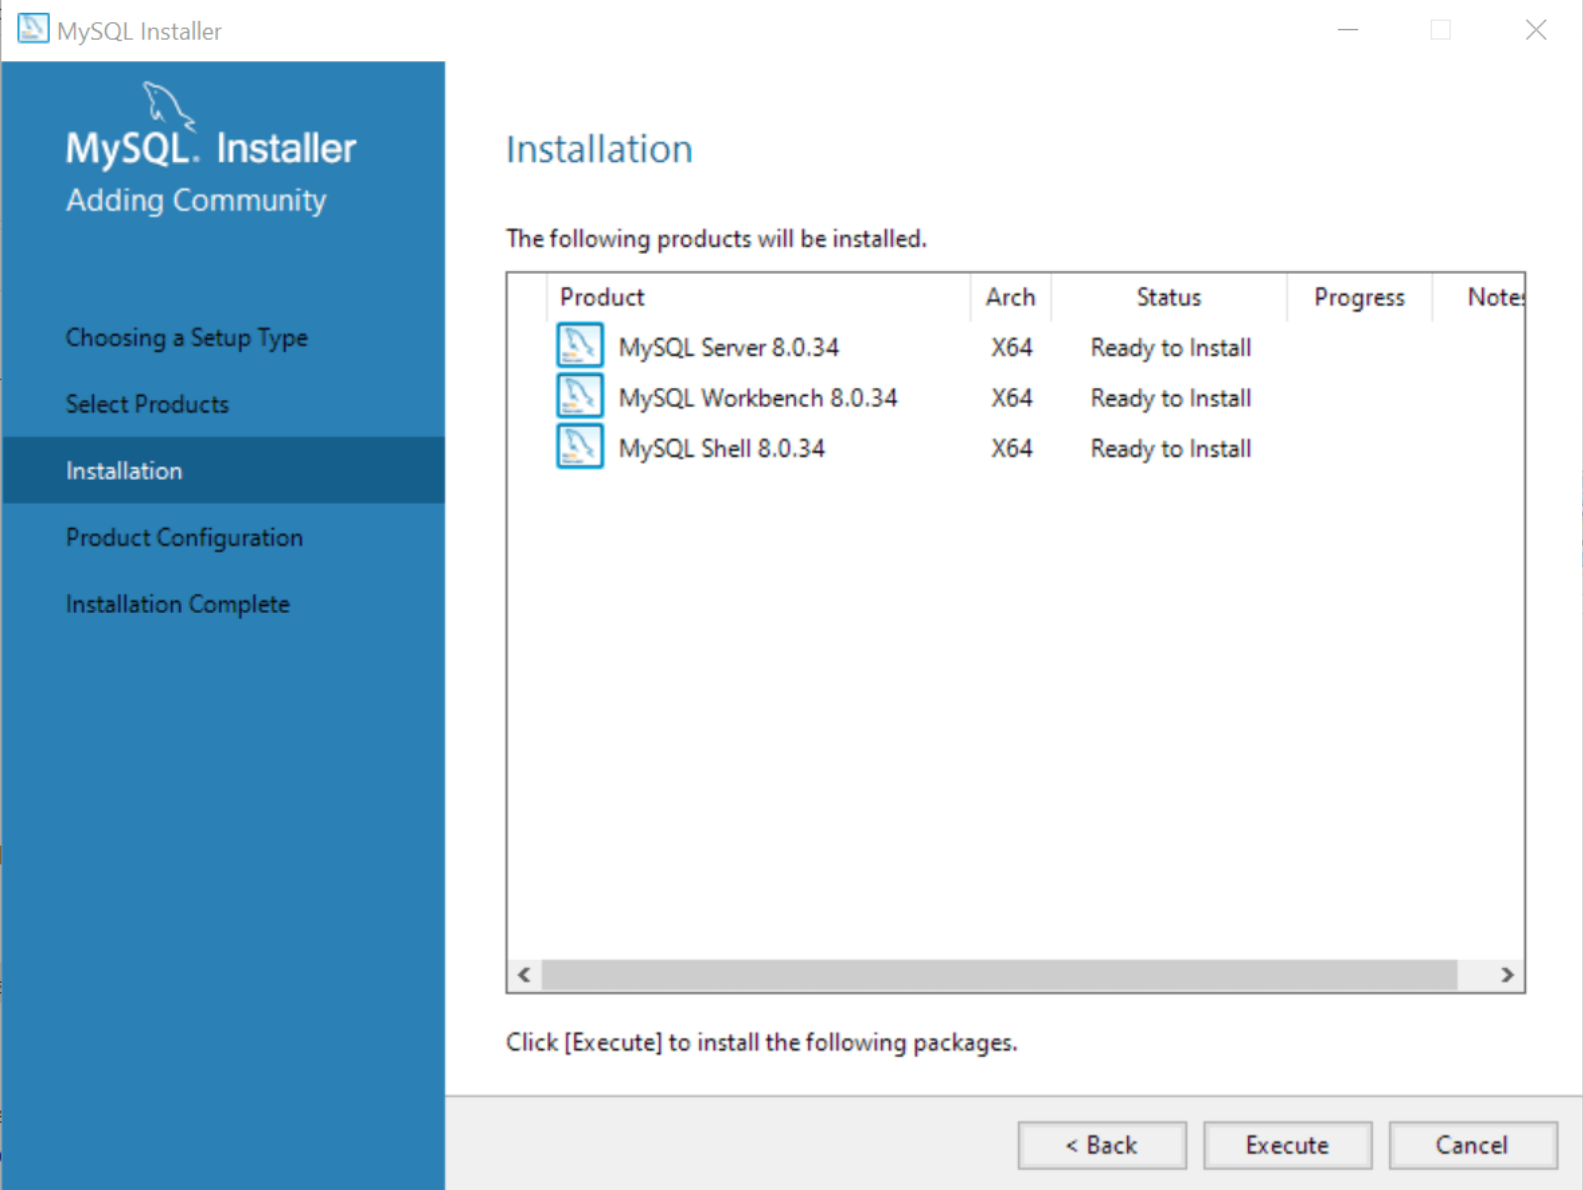 MySQL Installer
MySQL. Installer
Adding Community
Choosing a Setup Type
Select Products
Installation
Product Configuration
Installation Complete
Installation
The following products will be installed.
Product Arch Status Progress Notes
MySQL Server 8.0.34 X64 Ready to Install
MySQL Workbench 8.0.34 X64 Ready to Install
MySQL Shell 8.0.34 X64 Ready to Install
Click [Execute] to install the following packages.
< Back Execute Cancel